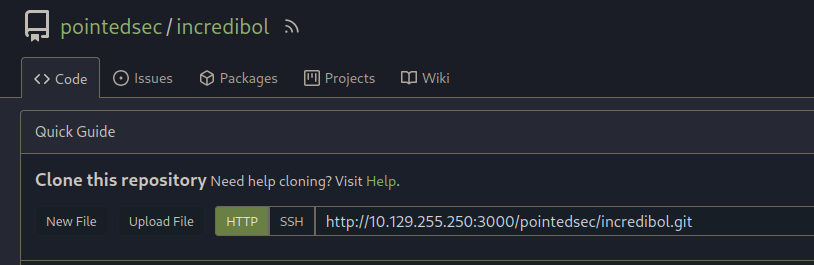 pointedsec/incredibol
Code Issues Packages Projects Wiki
Quick Guide
Clone this repository Need help cloning? Visit Help.
New File Upload File HTTP SSH http://10.129.255.250:3000/pointedsec/incredibol.git